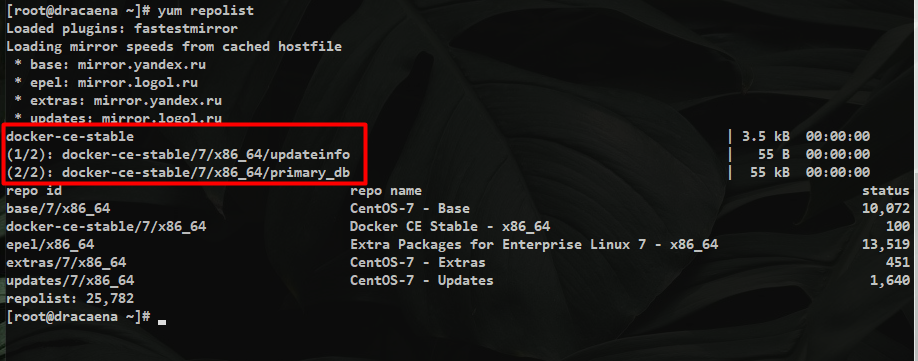 [root@dracaena ~]# yum repolist
Loaded plugins: fastestmirror
Loading mirror speeds from cached hostfile
 * base: mirror.yandex.ru
 * epel: mirror.logol.ru
 * extras: mirror.yandex.ru
 * updates: mirror.logol.ru
docker-ce-stable | 3.5 kB 00:00:00
(1/2): docker-ce-stable/7/x86_64/updateinfo | 55 B 00:00:00
(2/2): docker-ce-stable/7/x86_64/primary_db | 55 kB 00:00:00
repo id repo name status
base/7/x86_64 CentOS-7 - Base 10,072
docker-ce-stable/7/x86_64 Docker CE Stable - x86_64 100
epel/x86_64 Extra Packages for Enterprise Linux 7 - x86_64 13,519
extras/7/x86_64 CentOS-7 - Extras 451
updates/7/x86_64 CentOS-7 - Updates 1,640
repolist: 25,782
[root@dracaena ~]#